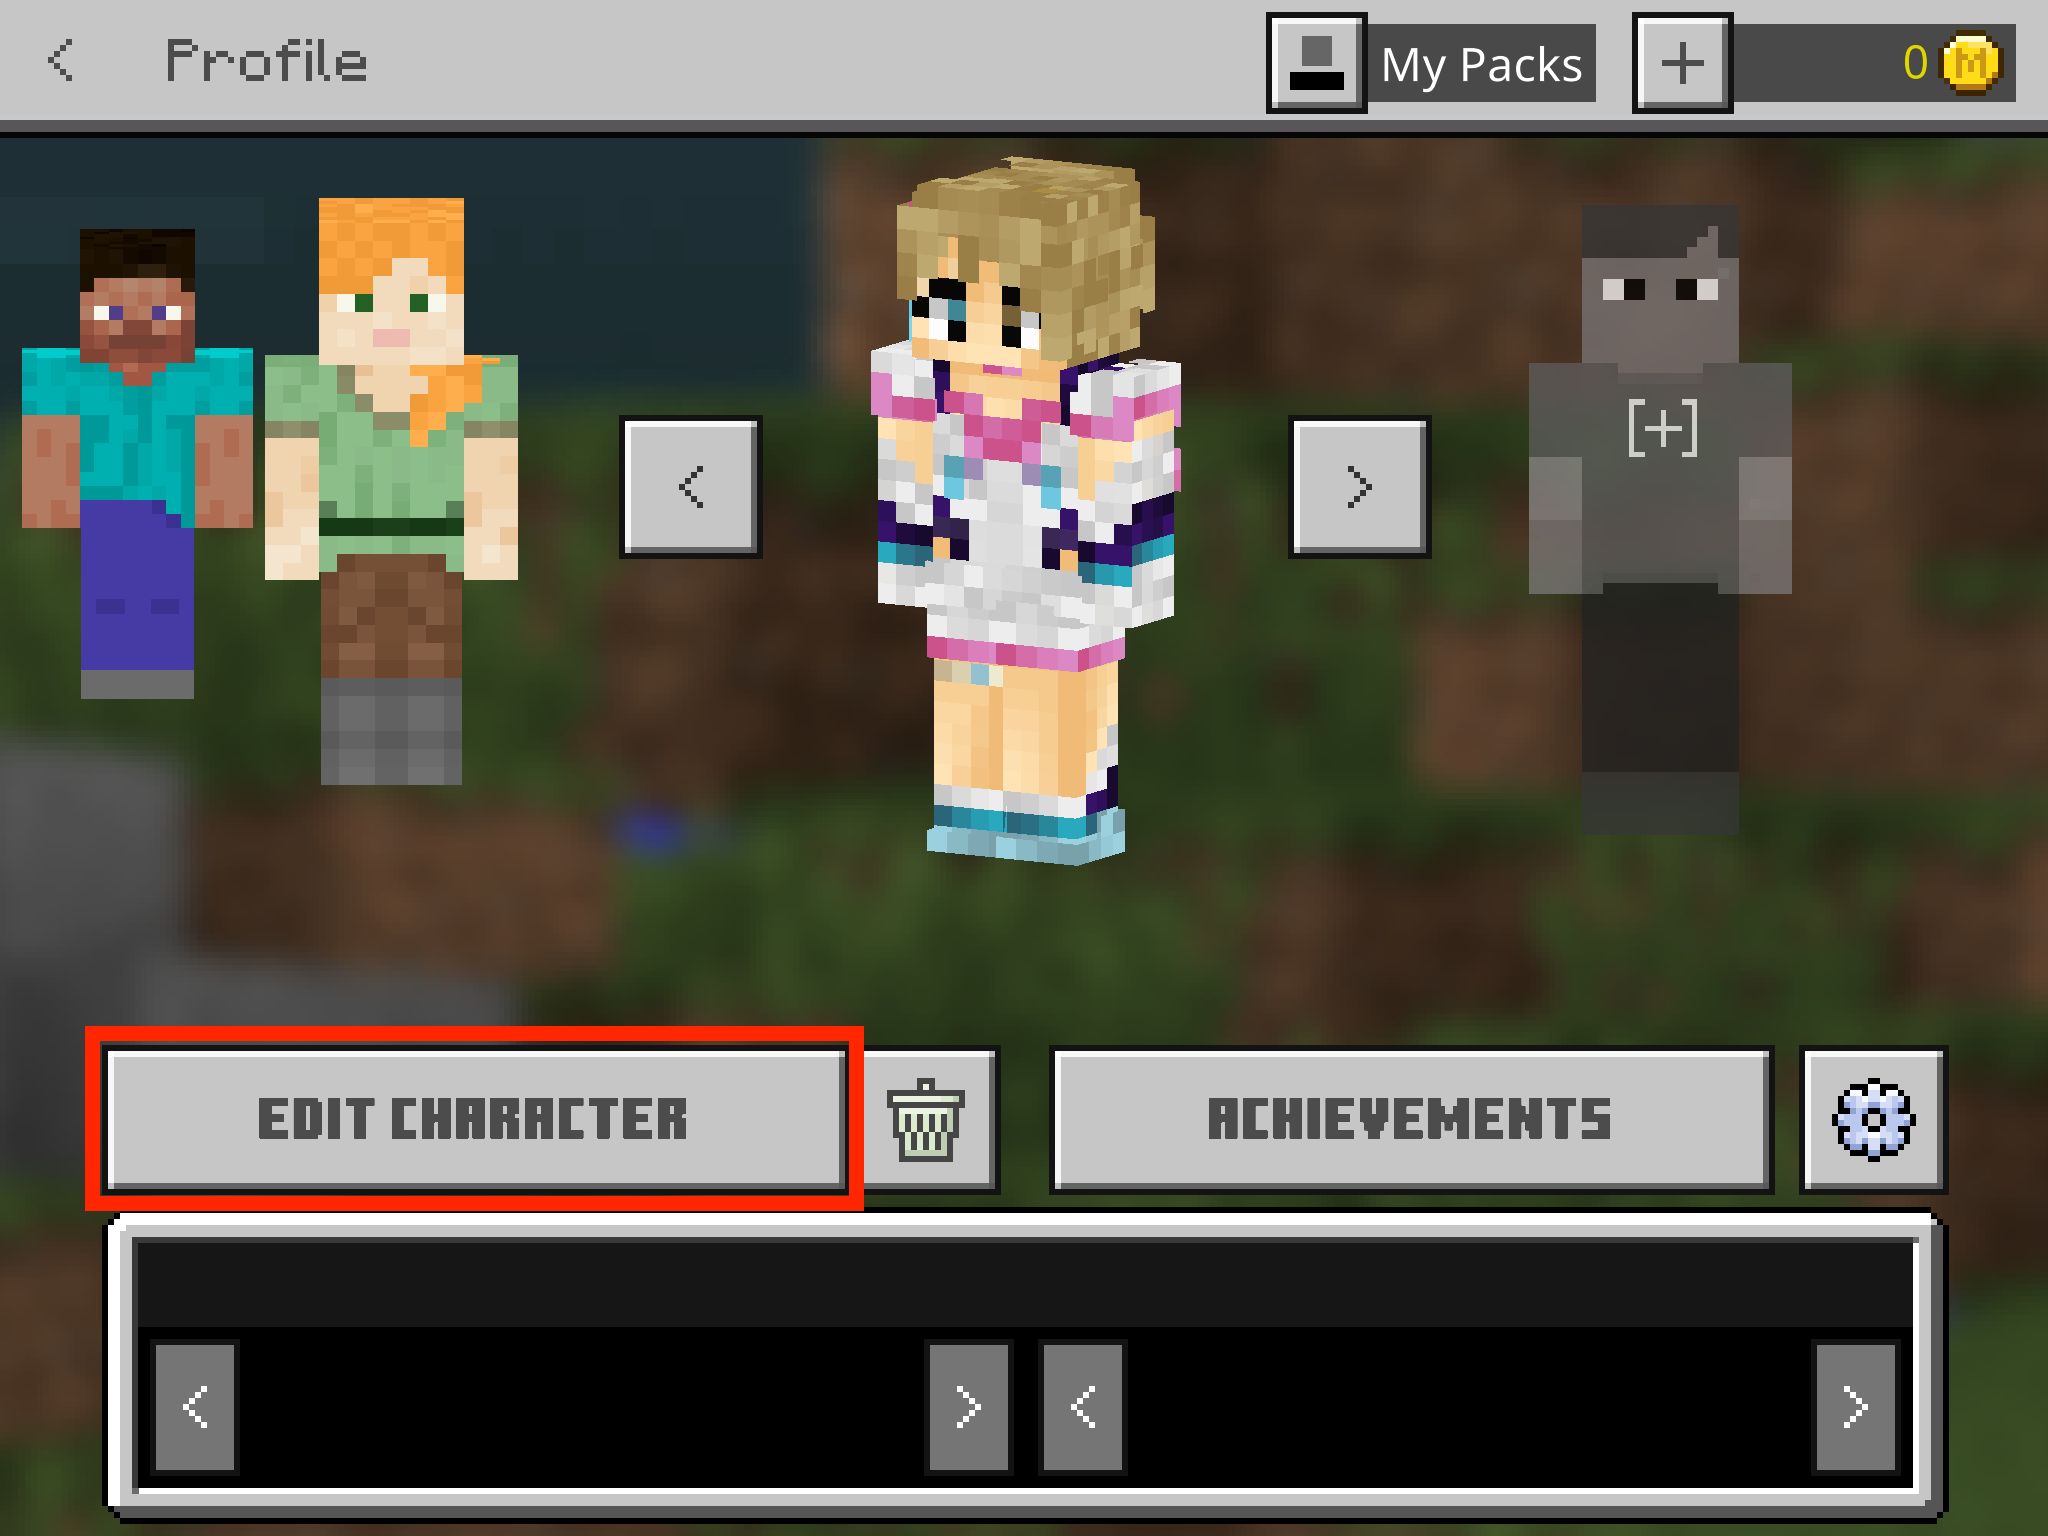 Profile
My Packs
0
[+]
EDIT CHARACTER
ACHIEVEMENTS